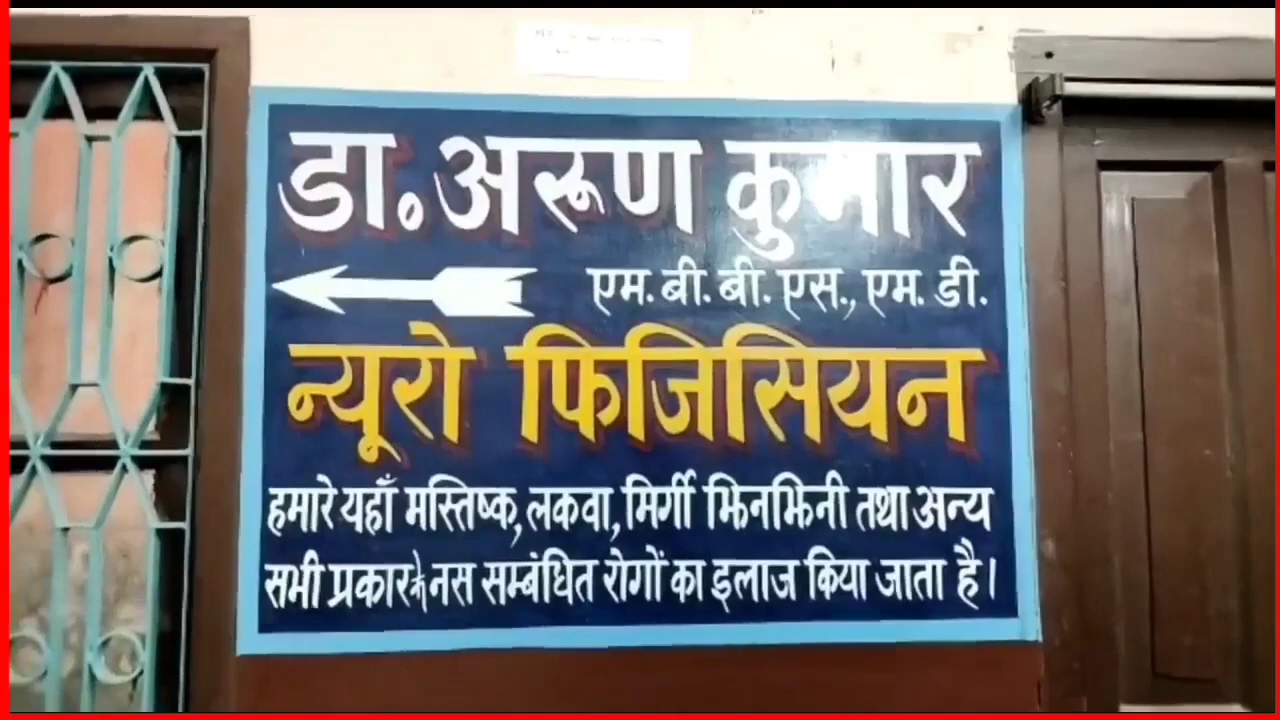 डा. अरूण कुमार
एम. बी. बी. एस., एम. डी.
न्यूरो फिजिसियन
हमारे यहाँ मस्तिष्क, लकवा, मिर्गी झिनझिनी तथा अन्य
सभी प्रकार के नस सम्बंधित रोगों का इलाज किया जाता है।